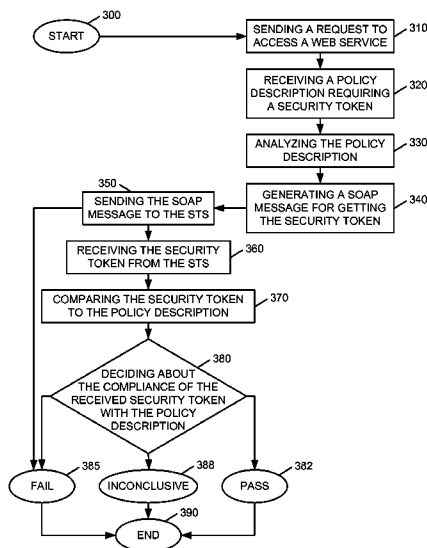 300
START
SENDING A REQUEST TO
ACCESS A WEB SERVICE
310
RECEIVING A POLICY
DESCRIPTION REQUIRING
A SECURITY TOKEN
320
ANALYZING THE POLICY
DESCRIPTION
330
GENERATING A SOAP
MESSAGE FOR GETTING
THE SECURITY TOKEN
340
350
SENDING THE SOAP
MESSAGE TO THE STS
RECEIVING THE SECURITY
TOKEN FROM THE STS
360
COMPARING THE SECURITY TOKEN
TO THE POLICY DESCRIPTION
370
380
DECIDING ABOUT
THE COMPLIANCE OF THE
RECEIVED SECURITY TOKEN
WITH THE POLICY
DESCRIPTION
FAIL
385
INCONCLUSIVE
388
PASS
382
END
390